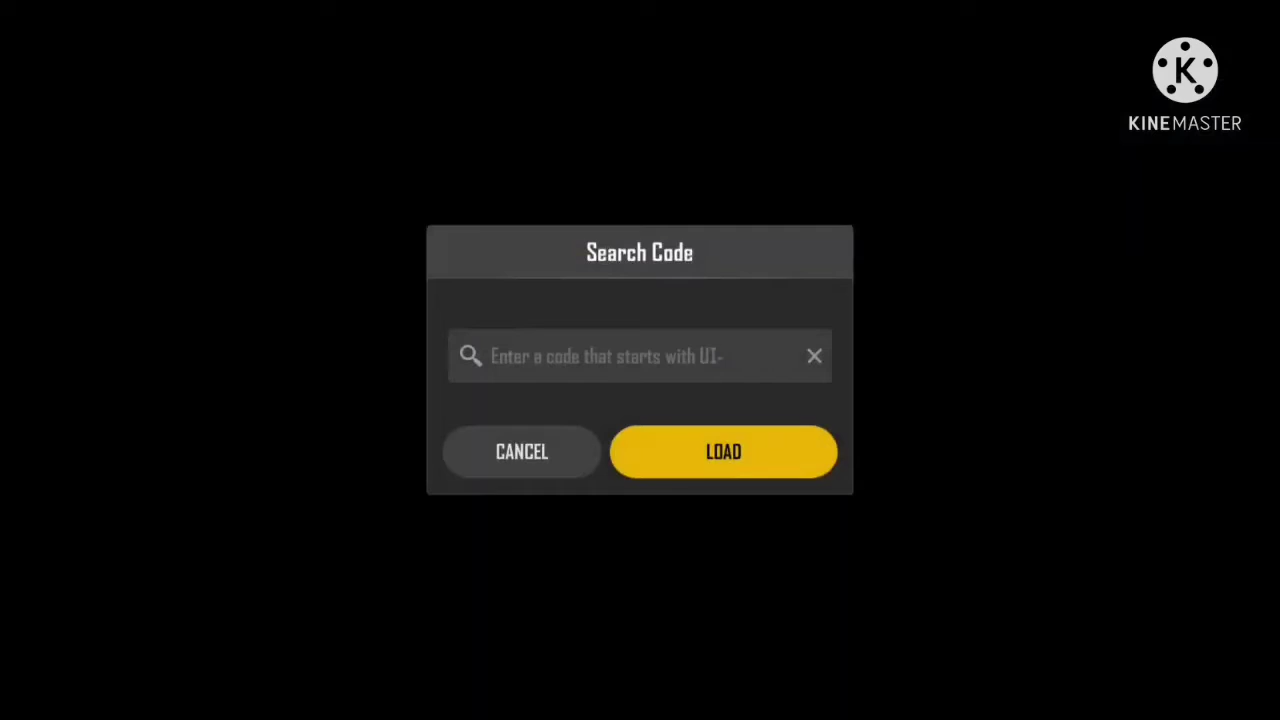 KINEMASTER
Search Code
Enter a code that starts with UI-
CANCEL
LOAD